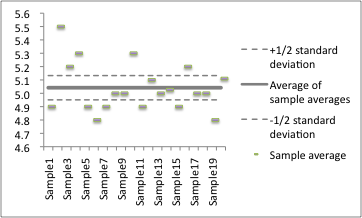 5.6
5.5
5.4
5.3
5.2
5.1
5.0
4.9
4.8
4.7
4.6
Sample1
Sample3
Sample5
Sample7
Sample9
Sample11
Sample13
Sample15
Sample17
Sample19
+1/2 standard
deviation
Average of
sample averages
-1/2 standard
deviation
Sample average